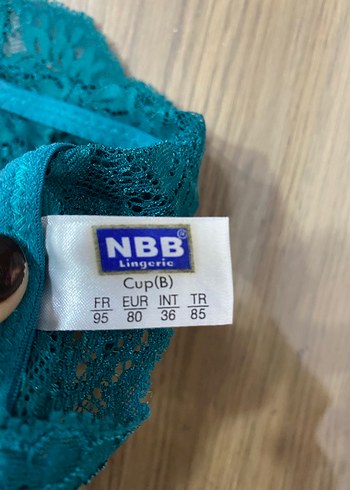 NBB®
Lingerie
Cup(B)
FR EUR INT TR
95 80 36 85